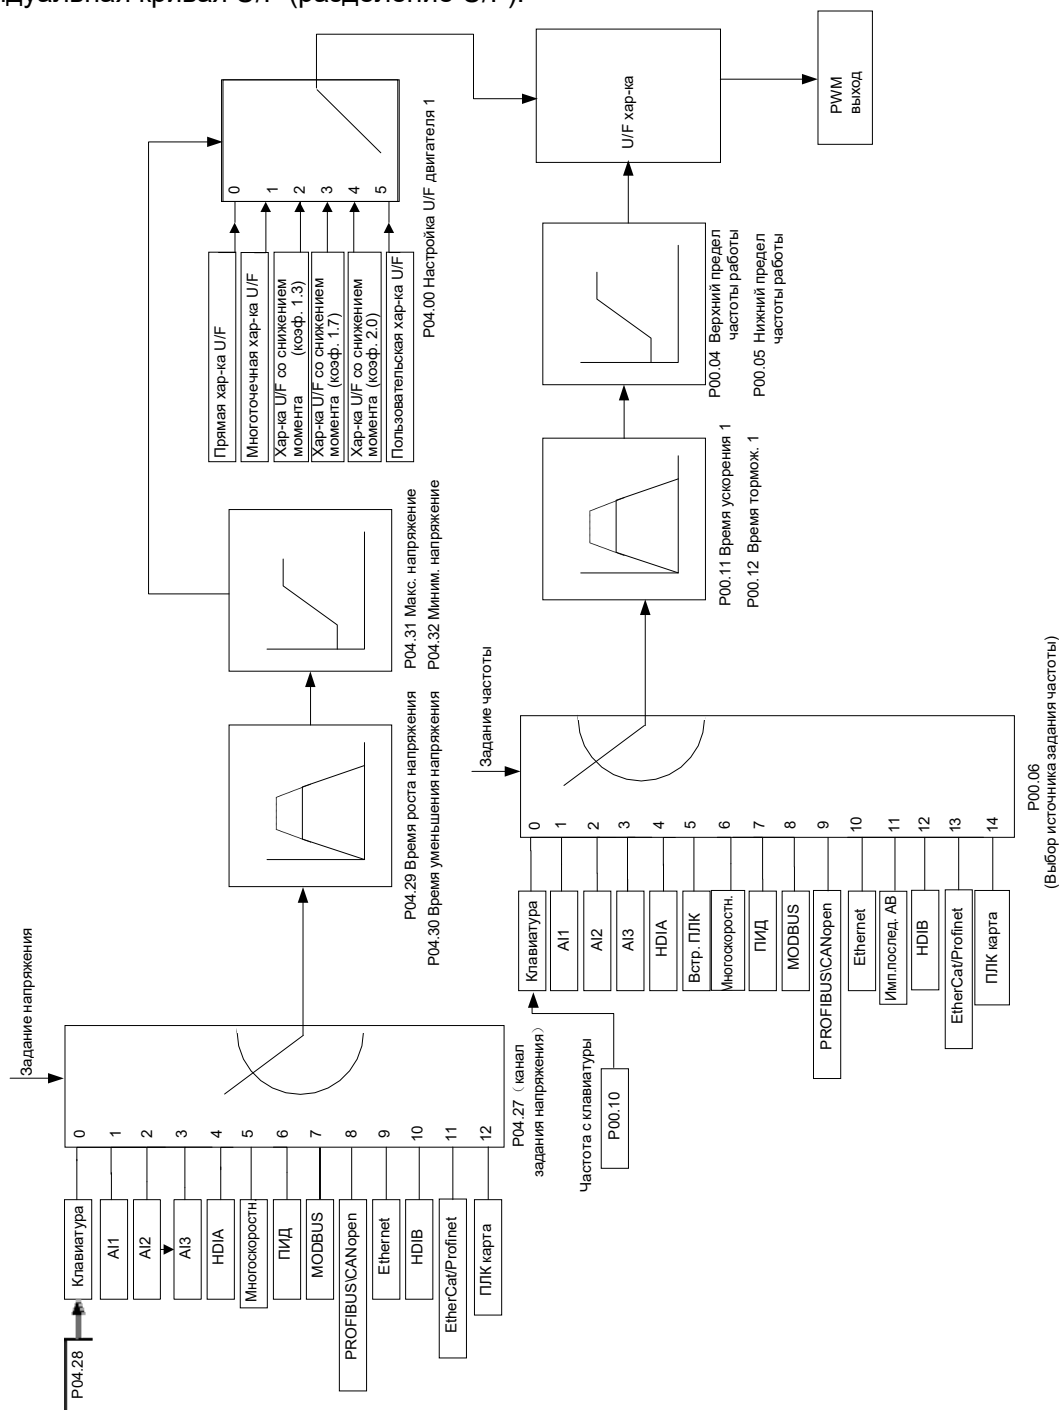 дуальная кривая U/F (разделение U/F).
P04.28
Задание напряжения
Клавиатура
AI1
AI2
AI3
HDIA
Многоскоростн.
ПИД
MODBUS
PROFIBUS\CANopen
Ethernet
HDIB
EtherCat/Profinet
ПЛК карта
0
1
2
3
4
5
6
7
8
9
10
11
12
P04.27（канал
задания напряжения）
P04.29 Время роста напряжения
P04.30 Время уменьшения напряжения
P04.31 Макс. напряжение
P04.32 Миним. напряжение
Прямая хар-ка U/F
Многоточечная хар-ка U/F
Хар-ка U/F со снижением
момента (коэф. 1.3)
Хар-ка U/F со снижением
момента (коэф. 1.7)
Хар-ка U/F со снижением
момента (коэф. 2.0)
Пользовательская хар-ка U/F
0
1
2
3
4
5
P04.00 Настройка U/F двигателя 1
Частота с клавиатуры
P00.10
Задание частоты
Клавиатура
AI1
AI2
AI3
HDIA
Встр. ПЛК
Многоскоростн.
ПИД
MODBUS
PROFIBUS\CANopen
Ethernet
Имп.послед. AB
HDIB
EtherCat/Profinet
ПЛК карта
0
1
2
3
4
5
6
7
8
9
10
11
12
13
14
P00.06
(Выбор источника задания частоты)
P00.11 Время ускорения 1
P00.12 Время тормож. 1
P00.04 Верхний предел
частоты работы
P00.05 Нижний предел
частоты работы
U/F хар-ка
PWM
выход